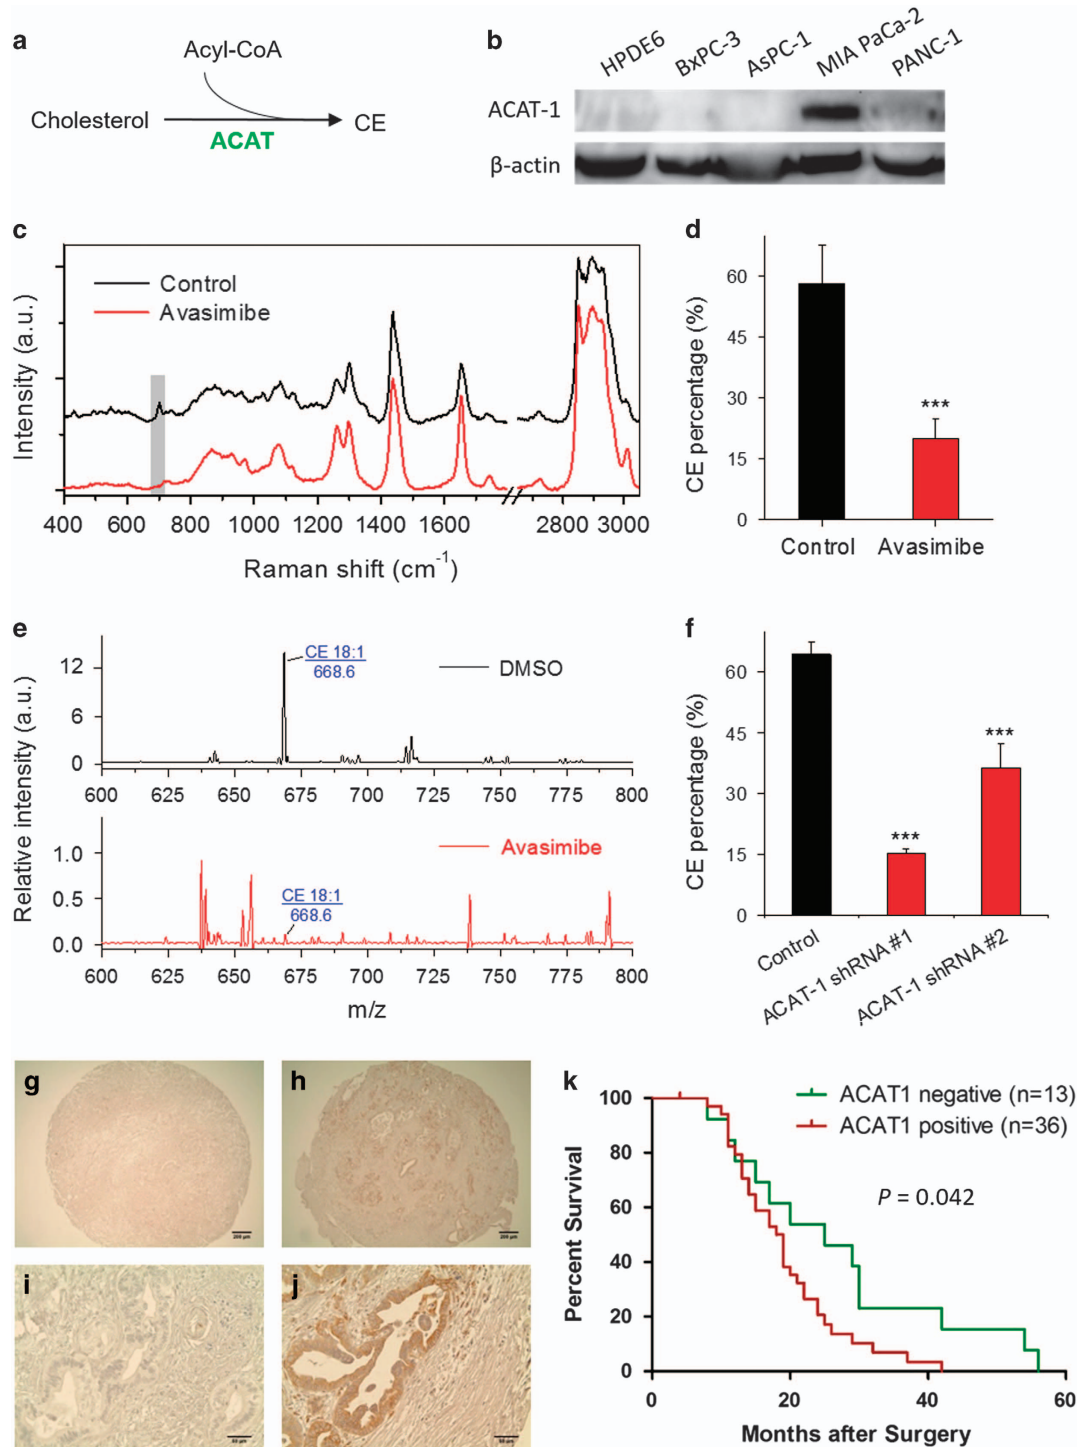 a
Acyl-CoA
Cholesterol
CE
ACAT
b
HPDE6
BxPC-3
AsPC-1
MIA PaCa-2
PANC-1
ACAT-1
β-actin
c
Control
Avasimibe
Intensity (a.u.)
400 600 800 1000 1200 1400 1600 2800 3000
Raman shift (cm-1)
d
CE percentage (%)
60
45
30
15
0
***
Control Avasimibe
e
Relative intensity (a.u.)
12
6
0
CE 18:1
668.6
DMSO
600 625 650 675 700 725 750 775 800
1.0
0.5
0.0
CE 18:1
668.6
Avasimibe
600 625 650 675 700 725 750 775 800
m/z
f
CE percentage (%)
60
45
30
15
0
***
***
Control
ACAT-1 shRNA#1
ACAT-1 shRNA#2
g
200 μm
h
200 μm
i
j
k
Percent Survival
100
80
60
40
20
0
ACAT1 negative (n=13)
ACAT1 positive (n=36)
P = 0.042
0 20 40 60
Months after Surgery